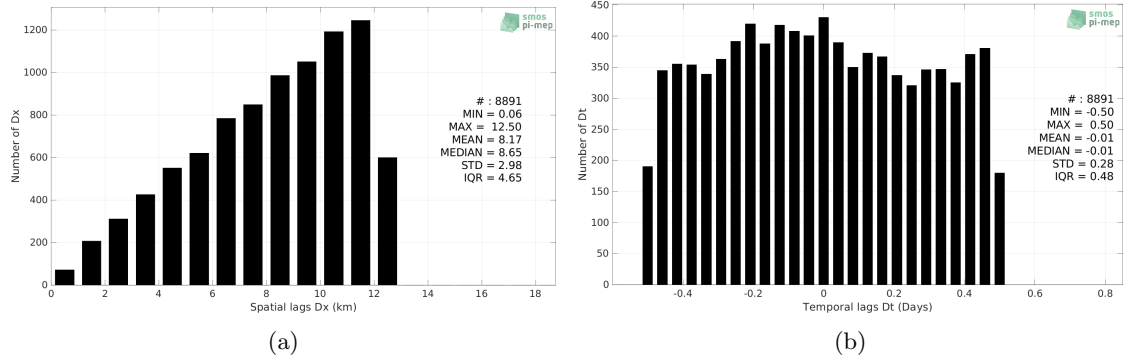 1200
1000
800
600
400
200
0
Number of Dx
0 2 4 6 8 10 12 14 16 18
Spatial lags Dx (km)
smos
pi-mep
# : 8891
MIN = 0.06
MAX = 12.50
MEAN = 8.17
MEDIAN = 8.65
STD = 2.98
IQR = 4.65
(a)
450
400
350
300
250
200
150
100
50
0
Number of Dt
-0.4 -0.2 0 0.2 0.4 0.6 0.8
Temporal lags Dt (Days)
smos
pi-mep
# : 8891
MIN = -0.50
MAX = 0.50
MEAN = -0.01
MEDIAN = -0.01
STD = 0.28
IQR = 0.48
(b)